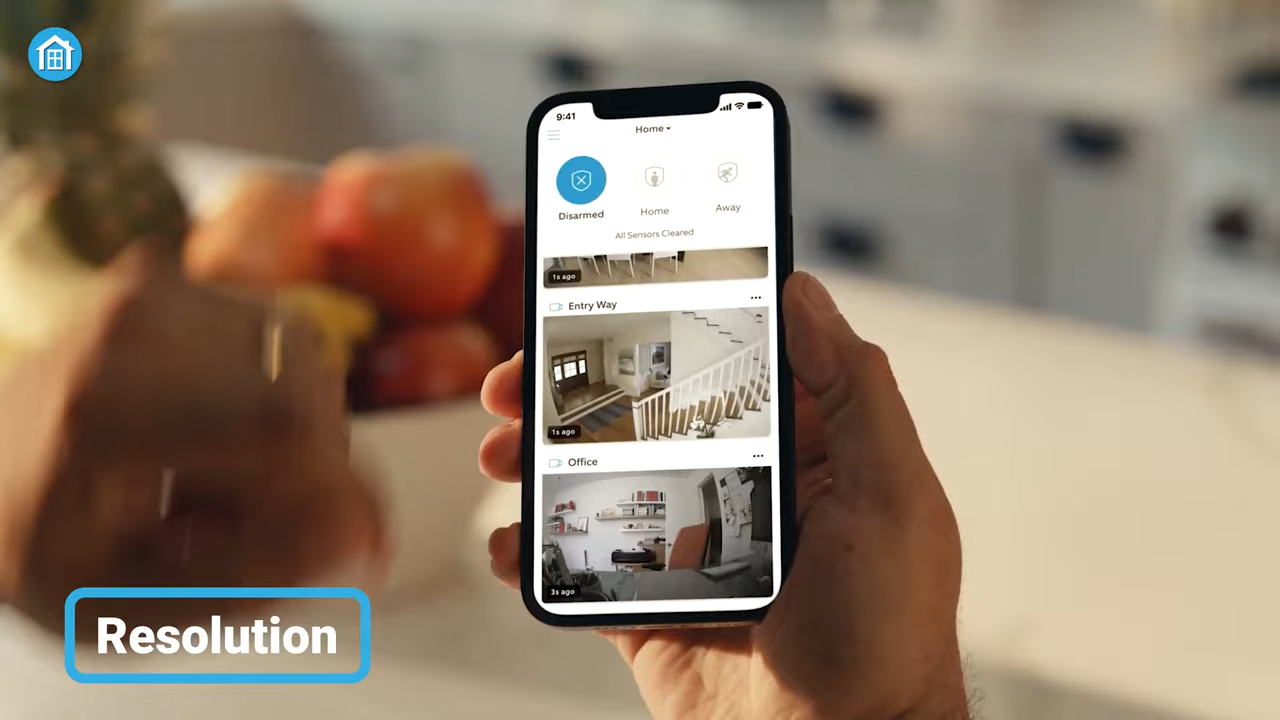 9:41
Home
Disarmed
Home
Away
All Sensors Cleared
1s ago
Entry Way
1s ago
Office
3s ago
Resolution